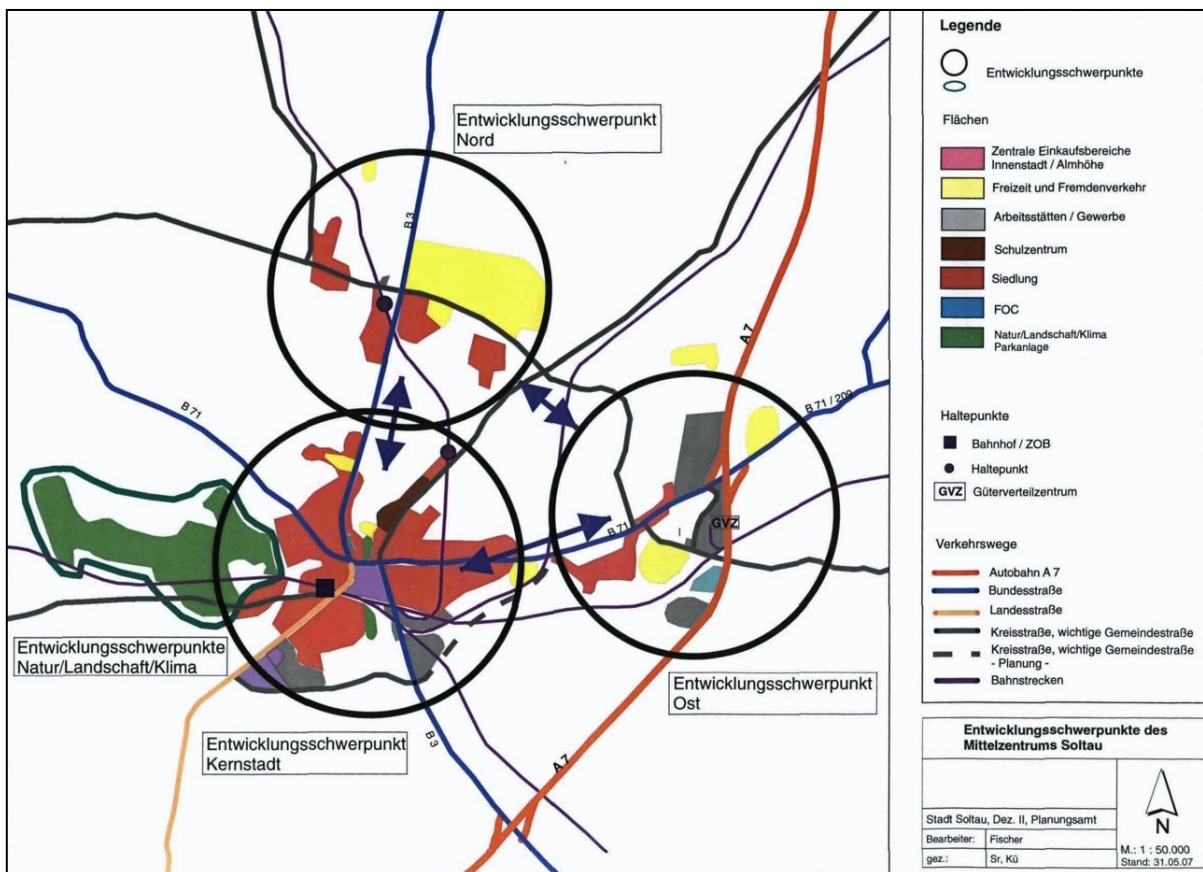 Entwicklungsschwerpunkt
Nord
B 3
A 7
B 71
B 71 / 209
B 71
GVZ
Entwicklungsschwerpunkte
Natur/Landschaft/Klima
Entwicklungsschwerpunkt
Ost
Entwicklungsschwerpunkt
Kernstadt
B 3
A 7
Legende
Entwicklungsschwerpunkte
Flächen
Zentrale Einkaufsbereiche
Innenstadt / Almhöhe
Freizeit und Fremdenverkehr
Arbeitsstätten / Gewerbe
Schulzentrum
Siedlung
FOC
Natur/Landschaft/Klima
Parkanlage
Haltepunkte
Bahnhof / ZOB
Haltepunkt
GVZ Güterverteilzentrum
Verkehrswege
Autobahn A 7
Bundesstraße
Landesstraße
Kreisstraße, wichtige Gemeindestraße
Kreisstraße, wichtige Gemeindestraße
- Planung -
Bahnstrecken
Entwicklungsschwerpunkte des
Mittelzentrums Soltau
Stadt Soltau, Dez. II, Planungsamt
Bearbeiter: Fischer
gez.: Sr, Kü
N
M.: 1 : 50.000
Stand: 31.05.07